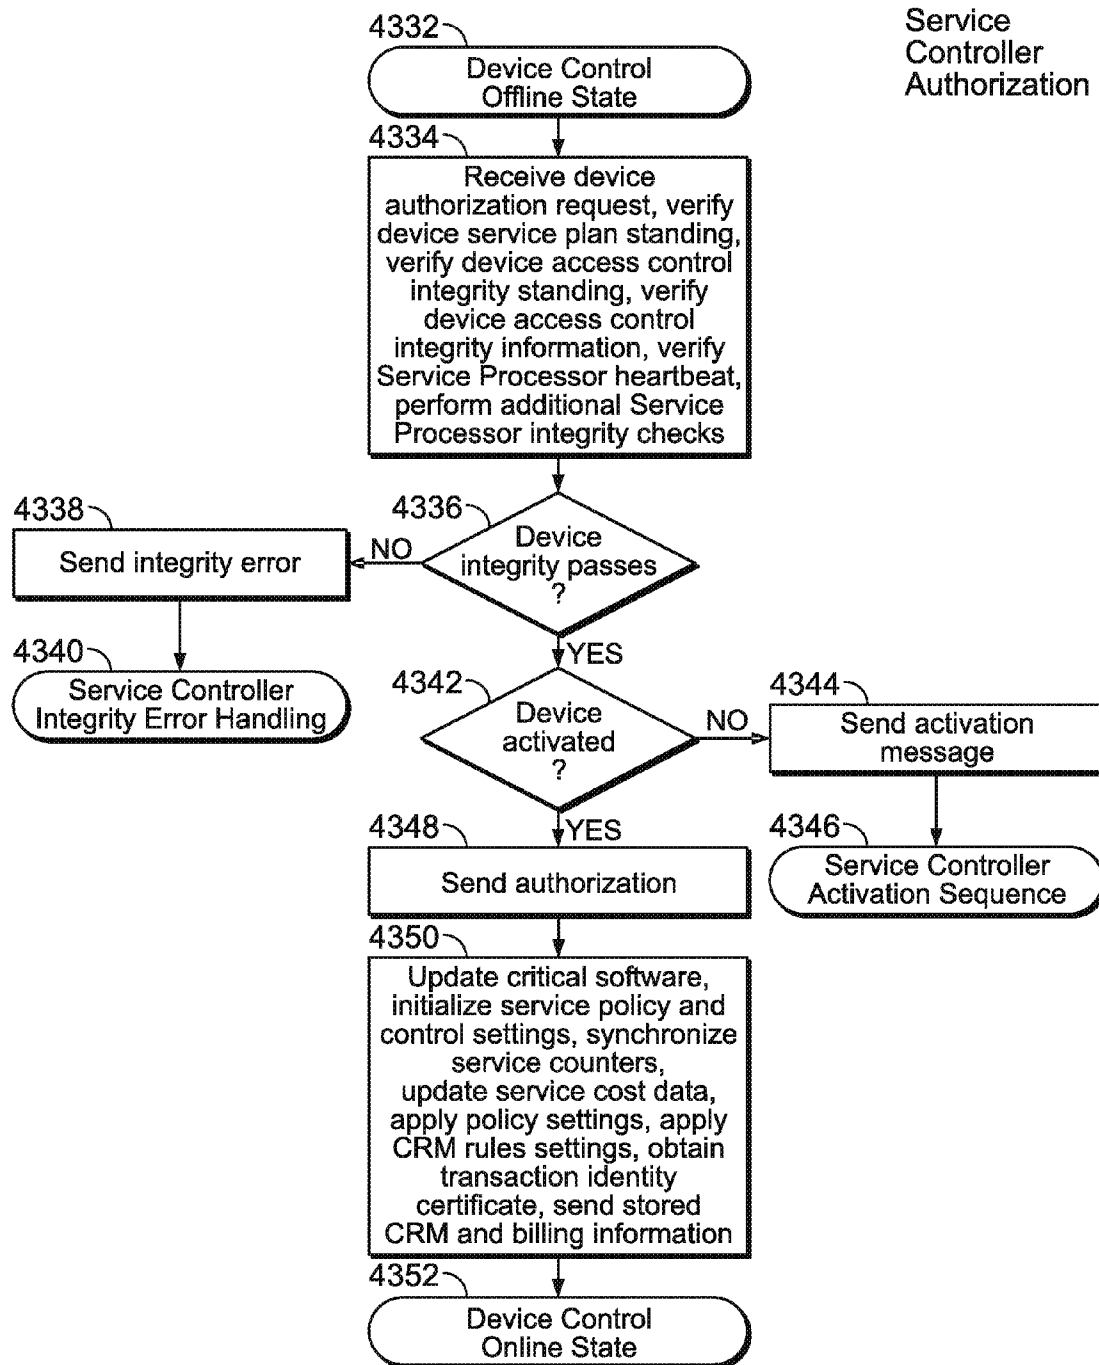 Service
Controller
Authorization
4332
Device Control
Offline State
4334
Receive device
authorization request, verify
device service plan standing,
verify device access control
integrity standing, verify
device access control
integrity information, verify
Service Processor heartbeat,
perform additional Service
Processor integrity checks
4336
Device
integrity passes
?
NO
4338
Send integrity error
4340
Service Controller
Integrity Error Handling
YES
4342
Device
activated
?
NO
4344
Send activation
message
4346
Service Controller
Activation Sequence
YES
4348
Send authorization
4350
Update critical software,
initialize service policy and
control settings, synchronize
service counters,
update service cost data,
apply policy settings, apply
CRM rules settings, obtain
transaction identity
certificate, send stored
CRM and billing information
4352
Device Control
Online State